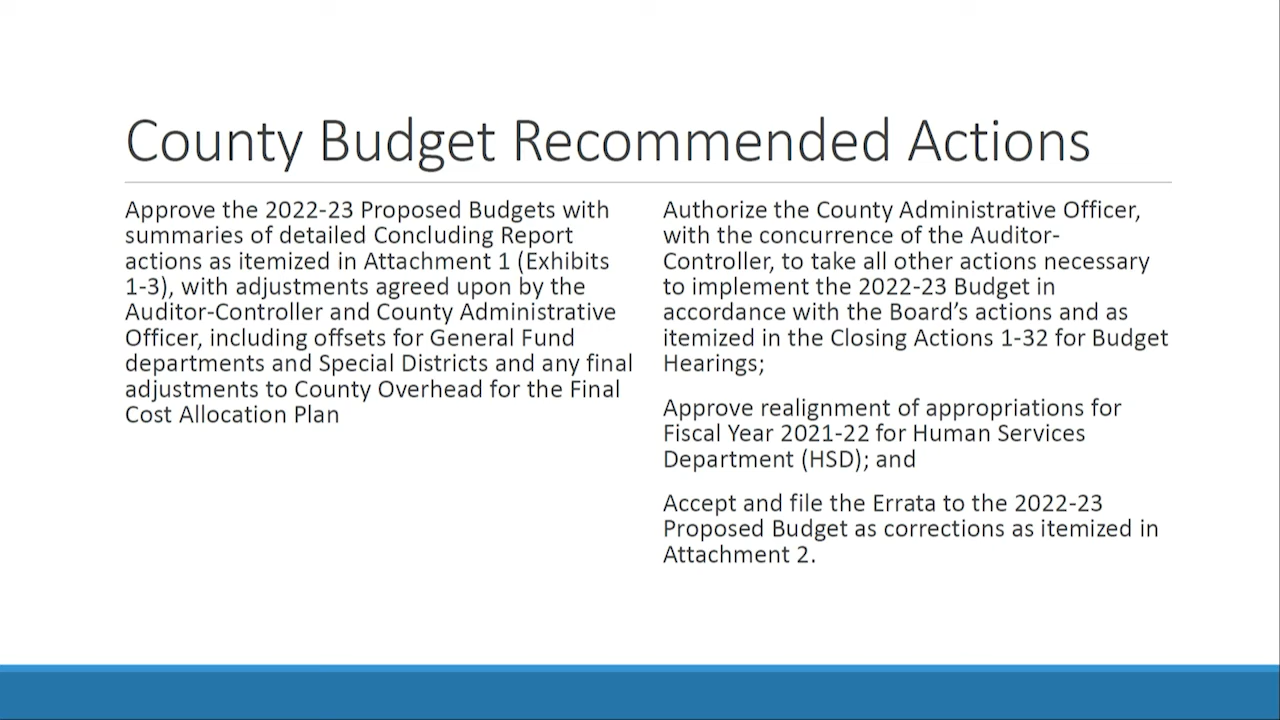 County Budget Recommended Actions
Approve the 2022-23 Proposed Budgets with
summaries of detailed Concluding Report
actions as itemized in Attachment 1 (Exhibits
1-3), with adjustments agreed upon by the
Auditor-Controller and County Administrative
Officer, including offsets for General Fund
departments and Special Districts and any final
adjustments to County Overhead for the Final
Cost Allocation Plan
Authorize the County Administrative Officer,
with the concurrence of the Auditor-
Controller, to take all other actions necessary
to implement the 2022-23 Budget in
accordance with the Board’s actions and as
itemized in the Closing Actions 1-32 for Budget
Hearings;
Approve realignment of appropriations for
Fiscal Year 2021-22 for Human Services
Department (HSD); and
Accept and file the Errata to the 2022-23
Proposed Budget as corrections as itemized in
Attachment 2.